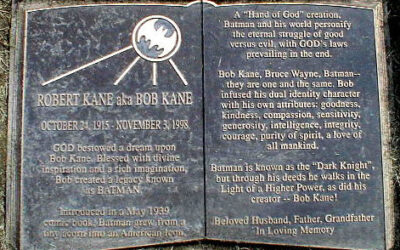 ROBERT KANE aka BOB KANE
OCTOBER 24, 1915 - NOVEMBER 3, 1998
GOD bestowed a dream upon
Bob Kane. Blessed with divine
inspiration and a rich imagination,
Bob created a legacy known
as BATMAN.
Introduced in a May 1939
comic book, Batman grew from a
tiny acorn into an American icon.
A "Hand of God" creation,
Batman and his world personify
the eternal struggle of good
versus evil, with GOD's laws
prevailing in the end.
Bob Kane, Bruce Wayne, Batman--
they are one and the same. Bob
infused his dual identity character
with his own attributes: goodness,
kindness, compassion, sensitivity,
generosity, intelligence, integrity,
courage, purity of spirit, a love of
all mankind.
Batman is known as the "Dark Knight",
but through his deeds he walks in the
Light of a Higher Power, as did his
creator -- Bob Kane!
Beloved Husband, Father, Grandfather
In Loving Memory